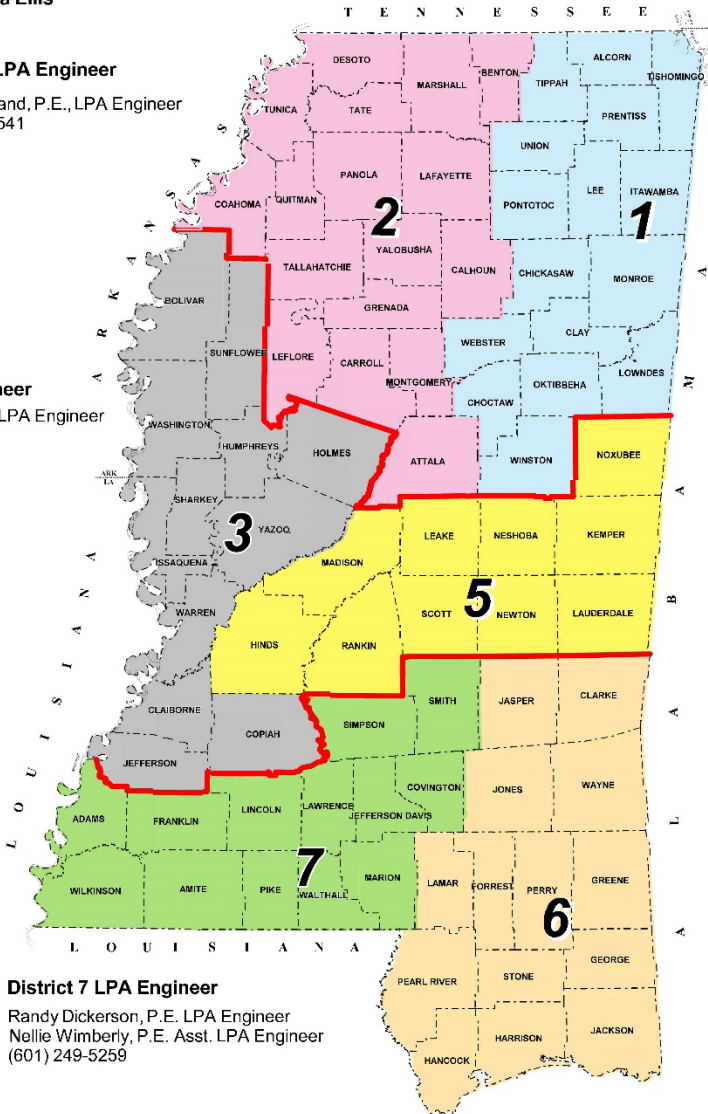 a Ellis
T E N N E S S E E
LPA Engineer
and, P.E., LPA Engineer
541
DESOTO
MARSHALL
BENTON
TIPPAH
ALCORN
TISHOMINGO
TUNICA
TATE
PRENTISS
UNION
PANOLA
LAFAYETTE
PONTOTOC
LEE
ITAWAMBA
COAHOMA
QUITMAN
2
1
YALOBUSHA
TALLAHATCHIE
CALHOUN
CHICKASAW
MONROE
BOLIVAR
GRENADA
SUNFLOWER
LEFLORE
CARROLL
MONTGOMERY
WEBSTER
CLAY
OKTIBBEHA
LOWNDES
CHOCTAW
neer
LPA Engineer
WASHINGTON
HUMPHREYS
HOLMES
ATTALA
WINSTON
NOXUBEE
ARK
LA
SHARKEY
YAZOO
3
LEAKE
NESHOBA
KEMPER
ISSAQUENA
MADISON
5
WARREN
SCOTT
NEWTON
LAUDERDALE
HINDS
RANKIN
CLAIBORNE
COPIAH
SIMPSON
SMITH
JASPER
CLARKE
JEFFERSON
ADAMS
FRANKLIN
LINCOLN
LAWRENCE
JEFFERSON DAVIS
COVINGTON
JONES
WAYNE
7
WILKINSON
AMITE
PIKE
WALTHALL
MARION
LAMAR
FORREST
PERRY
GREENE
6
PEARL RIVER
STONE
GEORGE
HANCOCK
HARRISON
JACKSON
A R K A N S A S
L O U I S I A N A
L O U I S I A N A
A L A B A M A
District 7 LPA Engineer
Randy Dickerson, P.E. LPA Engineer
Nellie Wimberly, P.E. Asst. LPA Engineer
(601) 249-5259